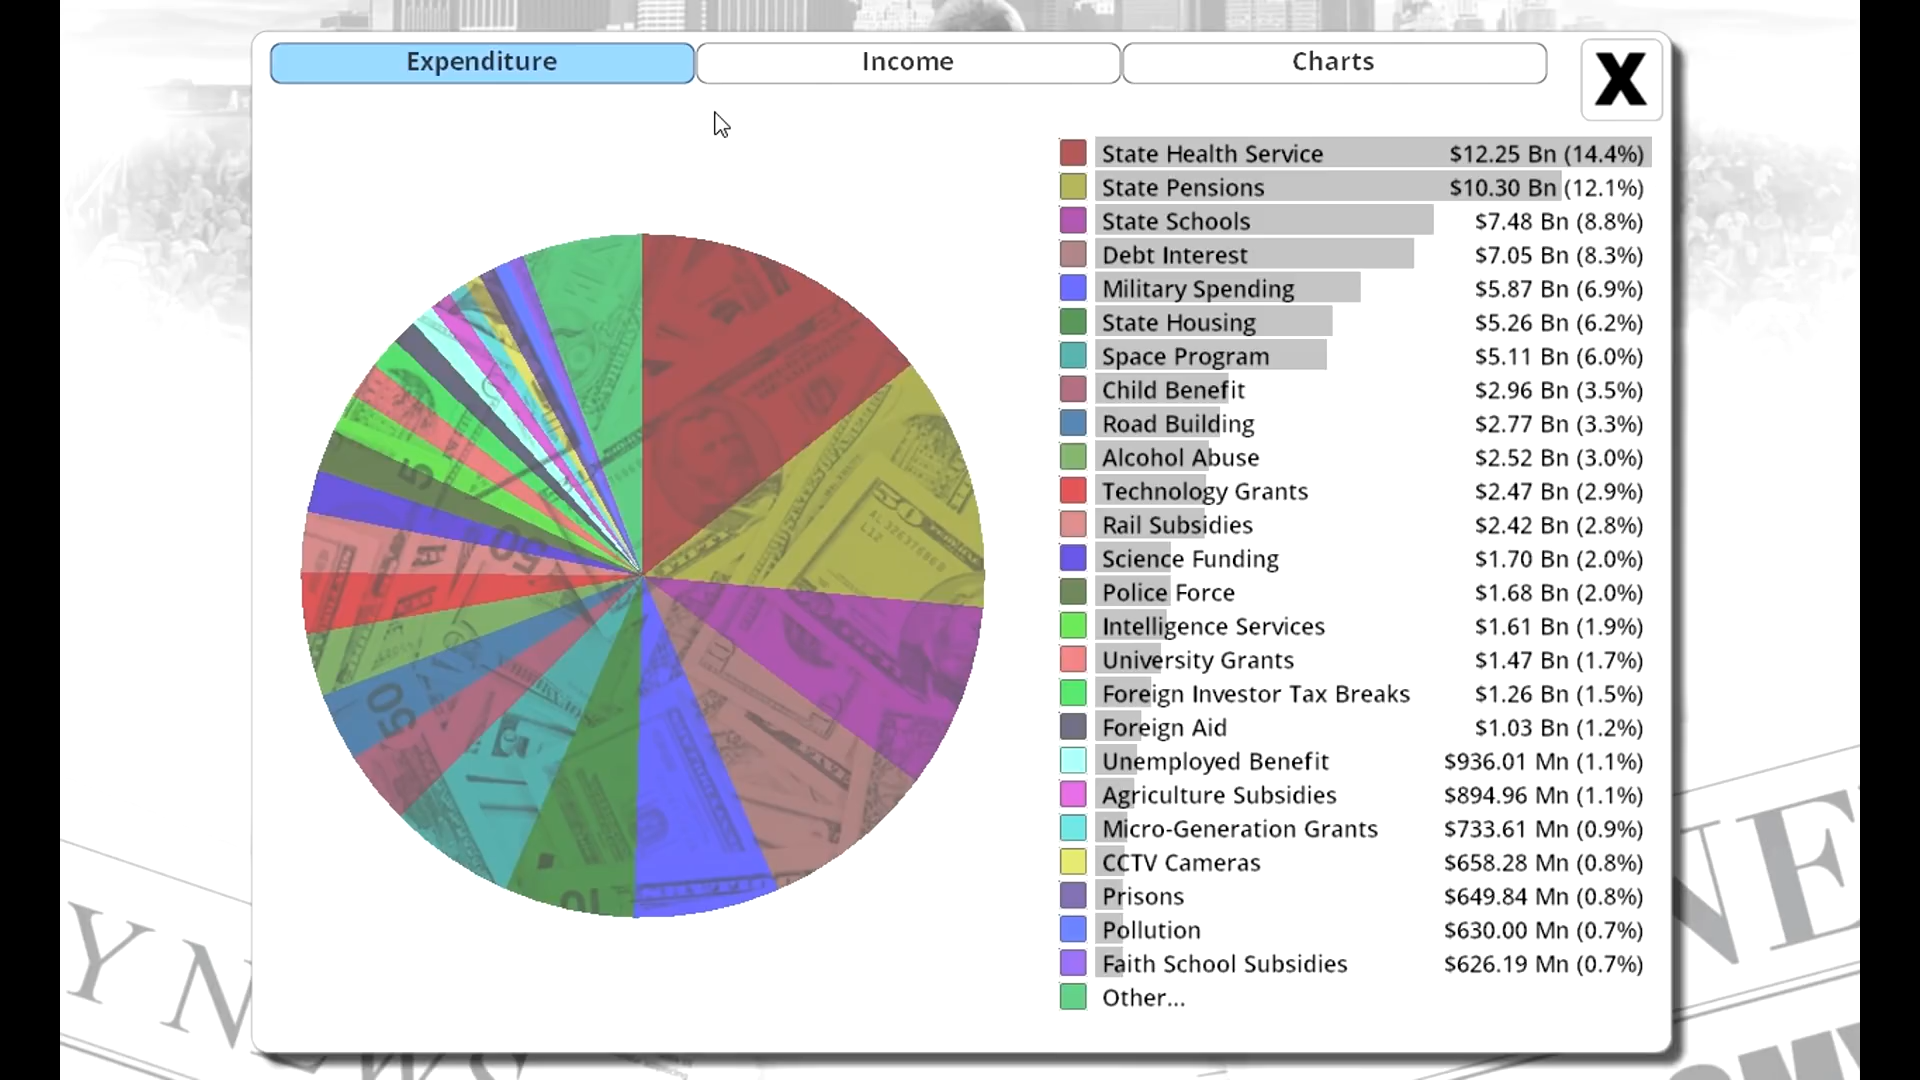 Expenditure
Income
Charts
X
State Health Service $12.25 Bn (14.4%)
State Pensions $10.30 Bn (12.1%)
State Schools $7.48 Bn (8.8%)
Debt Interest $7.05 Bn (8.3%)
Military Spending $5.87 Bn (6.9%)
State Housing $5.26 Bn (6.2%)
Space Program $5.11 Bn (6.0%)
Child Benefit $2.96 Bn (3.5%)
Road Building $2.77 Bn (3.3%)
Alcohol Abuse $2.52 Bn (3.0%)
Technology Grants $2.47 Bn (2.9%)
Rail Subsidies $2.42 Bn (2.8%)
Science Funding $1.70 Bn (2.0%)
Police Force $1.68 Bn (2.0%)
Intelligence Services $1.61 Bn (1.9%)
University Grants $1.47 Bn (1.7%)
Foreign Investor Tax Breaks $1.26 Bn (1.5%)
Foreign Aid $1.03 Bn (1.2%)
Unemployed Benefit $936.01 Mn (1.1%)
Agriculture Subsidies $894.96 Mn (1.1%)
Micro-Generation Grants $733.61 Mn (0.9%)
CCTV Cameras $658.28 Mn (0.8%)
Prisons $649.84 Mn (0.8%)
Pollution $630.00 Mn (0.7%)
Faith School Subsidies $626.19 Mn (0.7%)
Other...